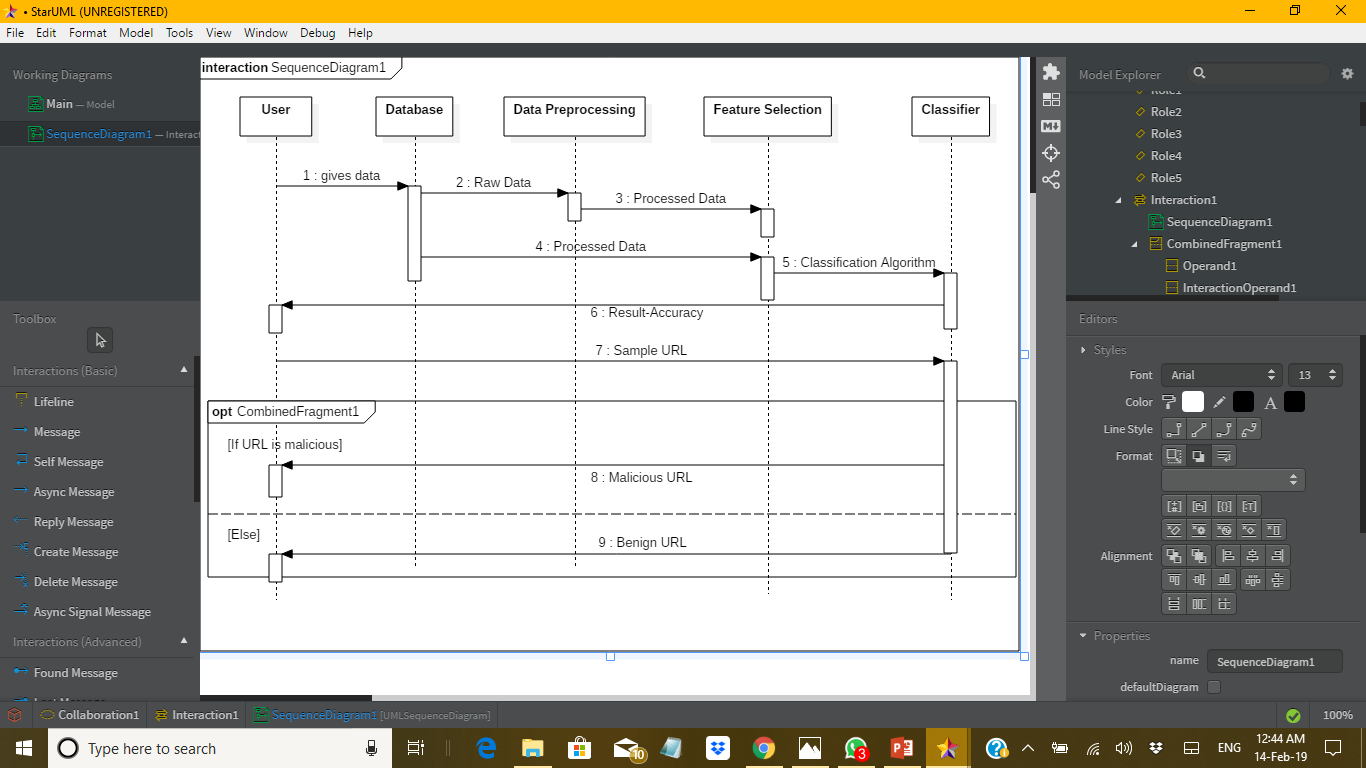 • StarUML (UNREGISTERED)
File Edit Format Model Tools View Window Debug Help
Working Diagrams
Main — Model
SequenceDiagram1 — Interact
Toolbox
Interactions (Basic)
Lifeline
Message
Self Message
Async Message
Reply Message
Create Message
Delete Message
Async Signal Message
Interactions (Advanced)
Found Message
interaction SequenceDiagram1
User Database Data Preprocessing Feature Selection Classifier
1 : gives data
2 : Raw Data
3 : Processed Data
4 : Processed Data
5 : Classification Algorithm
6 : Result-Accuracy
7 : Sample URL
opt CombinedFragment1
[If URL is malicious]
8 : Malicious URL
[Else]
9 : Benign URL
Model Explorer
Role1
Role2
Role3
Role4
Role5
Interaction1
SequenceDiagram1
CombinedFragment1
Operand1
InteractionOperand1
Editors
Styles
Font Arial 13
Color A
Line Style
Format
Alignment
Properties
name SequenceDiagram1
defaultDiagram
Collaboration1 Interaction1 SequenceDiagram1 [UMLSequenceDiagram] 100%
Type here to search
10
3
ENG
12:44 AM
14-Feb-19